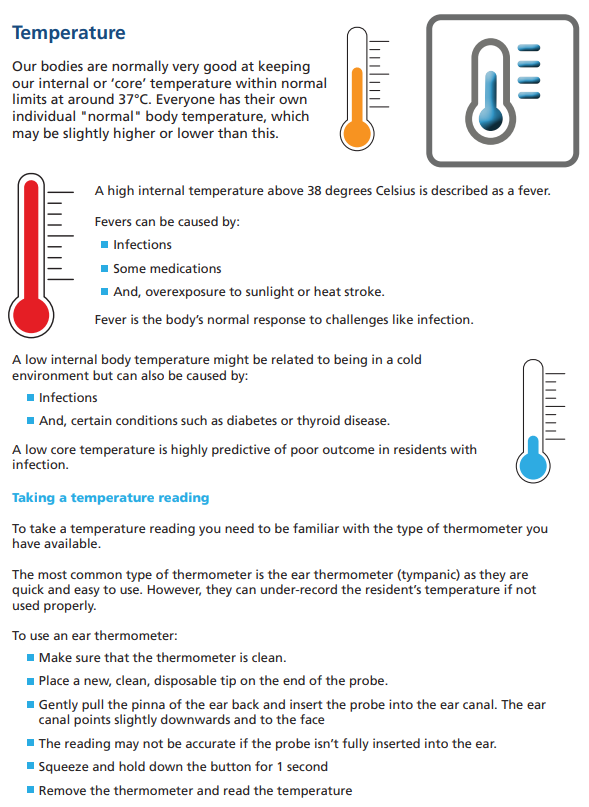 Temperature
Our bodies are normally very good at keeping
our internal or ‘core’ temperature within normal
limits at around 37°C. Everyone has their own
individual "normal" body temperature, which
may be slightly higher or lower than this.
A high internal temperature above 38 degrees Celsius is described as a fever.
Fevers can be caused by:
Infections
Some medications
And, overexposure to sunlight or heat stroke.
Fever is the body’s normal response to challenges like infection.
A low internal body temperature might be related to being in a cold
environment but can also be caused by:
Infections
And, certain conditions such as diabetes or thyroid disease.
A low core temperature is highly predictive of poor outcome in residents with
infection.
Taking a temperature reading
To take a temperature reading you need to be familiar with the type of thermometer you
have available.
The most common type of thermometer is the ear thermometer (tympanic) as they are
quick and easy to use. However, they can under-record the resident’s temperature if not
used properly.
To use an ear thermometer:
Make sure that the thermometer is clean.
Place a new, clean, disposable tip on the end of the probe.
Gently pull the pinna of the ear back and insert the probe into the ear canal. The ear
canal points slightly downwards and to the face
The reading may not be accurate if the probe isn’t fully inserted into the ear.
Squeeze and hold down the button for 1 second
Remove the thermometer and read the temperature